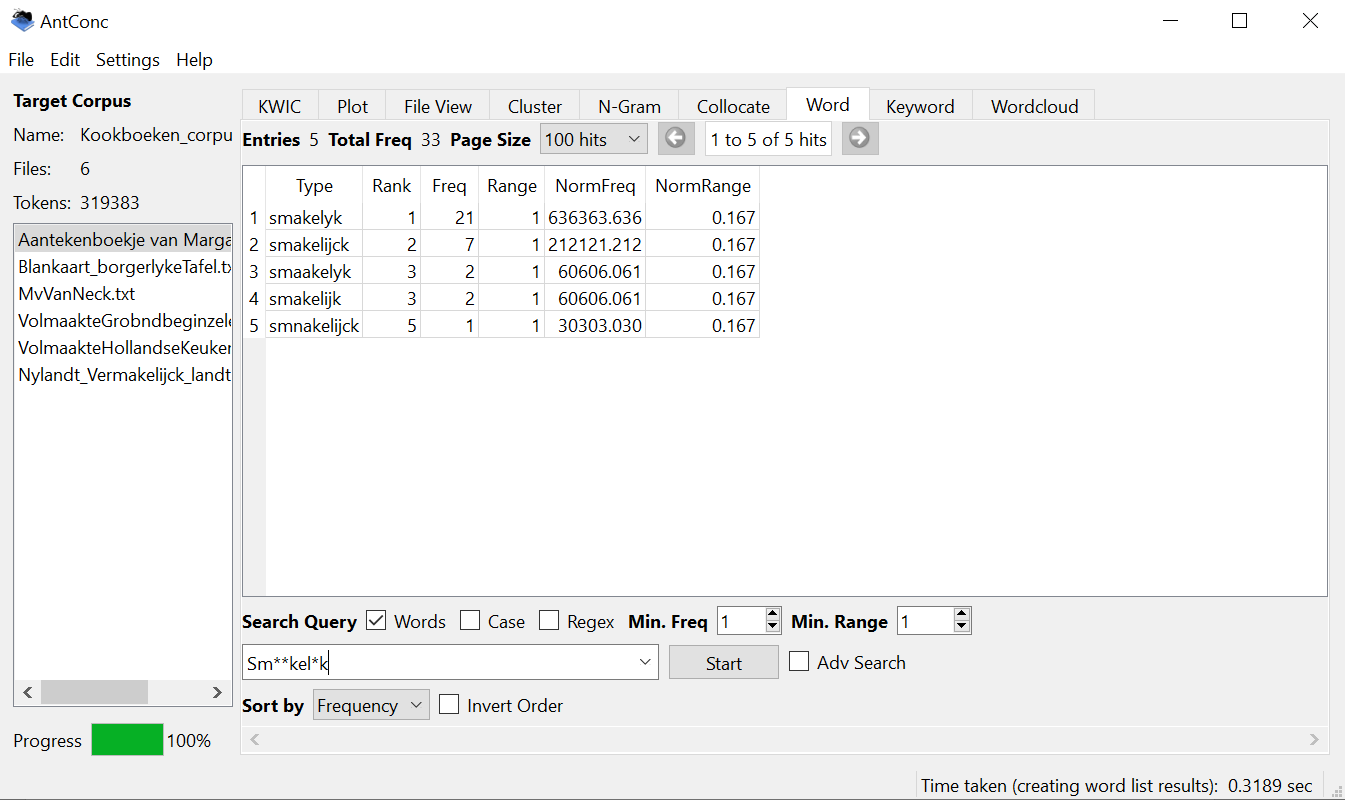 AntConc
File Edit Settings Help
Target Corpus
Name: Kookboeken_corpu
Files: 6
Tokens: 319383
Aantekenboekje van Marga
Blankaart_borgerlykeTafel.tx
MvVanNeck.txt
VolmaakteGrobndbeginzele
VolmaakteHollandseKeuken
Nylandt_Vermakelijck_landt
Progress 100%
KWIC Plot File View Cluster N-Gram Collocate Word Keyword Wordcloud
Entries 5 Total Freq 33 Page Size 100 hits 1 to 5 of 5 hits
Type Rank Freq Range NormFreq NormRange
1 smakelyk 1 21 1 636363.636 0.167
2 smakelijck 2 7 1 212121.212 0.167
3 smaakelyk 3 2 1 60606.061 0.167
4 smakelijk 3 2 1 60606.061 0.167
5 smnakelijck 5 1 1 30303.030 0.167
Search Query Words Case Regex Min. Freq 1 Min. Range 1
Sm**kel*k Start Adv Search
Sort by Frequency Invert Order
Time taken (creating word list results): 0.3189 sec